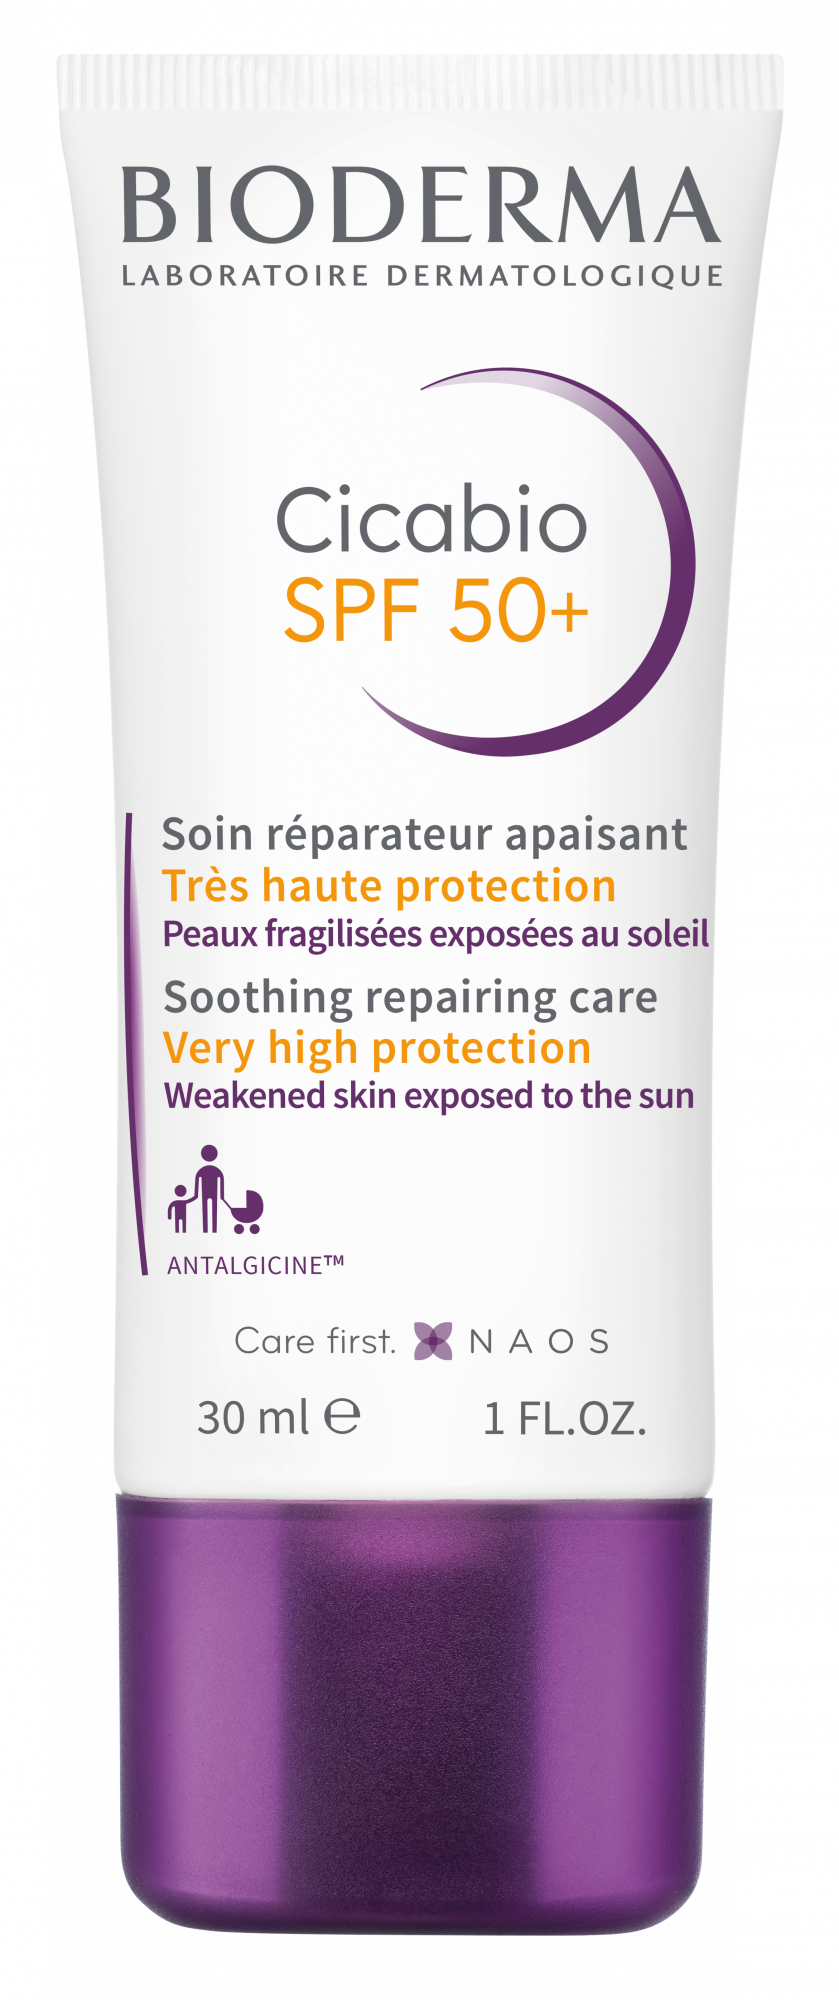 BIODERMA
LABORATOIRE DERMATOLOGIQUE
Cicabio
SPF 50+
Soin réparateur apaisant
Très haute protection
Peaux fragilisées exposées au soleil
Soothing repairing care
Very high protection
Weakened skin exposed to the sun
ANTALGICINE™
Care first. NAOS
30 ml ℮ 1 FL.OZ.